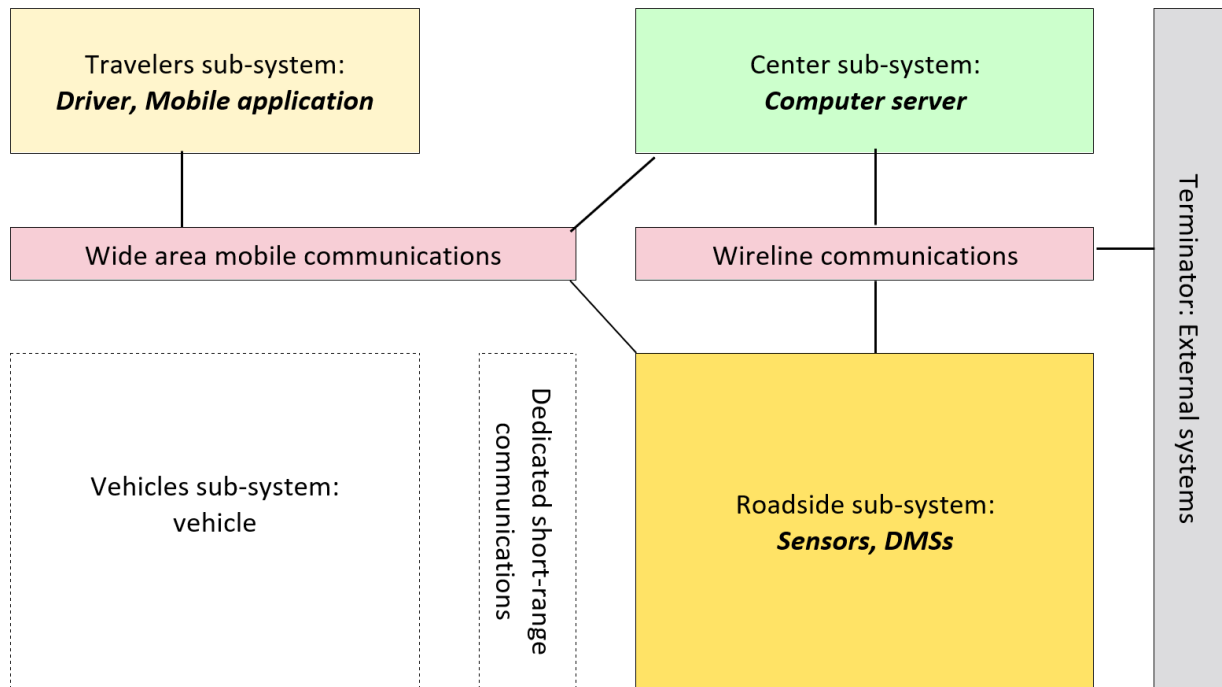 Travelers sub-system:
Driver, Mobile application
Center sub-system:
Computer server
Wide area mobile communications
Wireline communications
Terminator: External systems
Vehicles sub-system:
vehicle
Dedicated short-range
communications
Roadside sub-system:
Sensors, DMSs